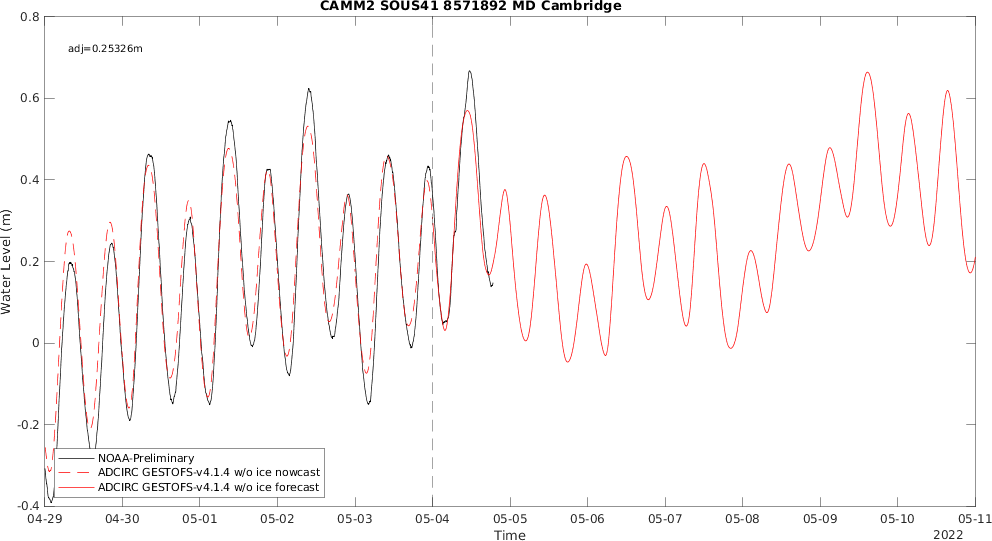 CAMM2 SOUS41 8571892 MD Cambridge
adj=0.25326m
0.8
0.6
0.4
0.2
0
-0.2
-0.4
Water Level (m)
NOAA-Preliminary
ADCIRC GESTOFS-v4.1.4 w/o ice nowcast
ADCIRC GESTOFS-v4.1.4 w/o ice forecast
04-29 04-30 05-01 05-02 05-03 05-04 05-05 05-06 05-07 05-08 05-09 05-10 05-11
Time
2022